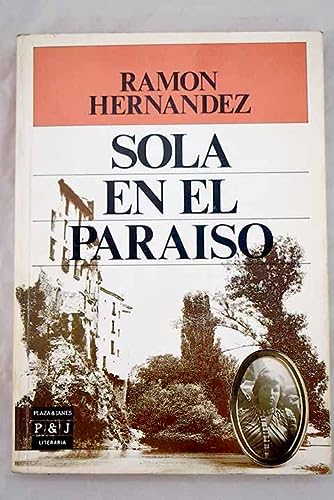 RAMON
HERNANDEZ
SOLA
EN EL
PARAISO
PLAZA & JANES
P & J
LITERARIA